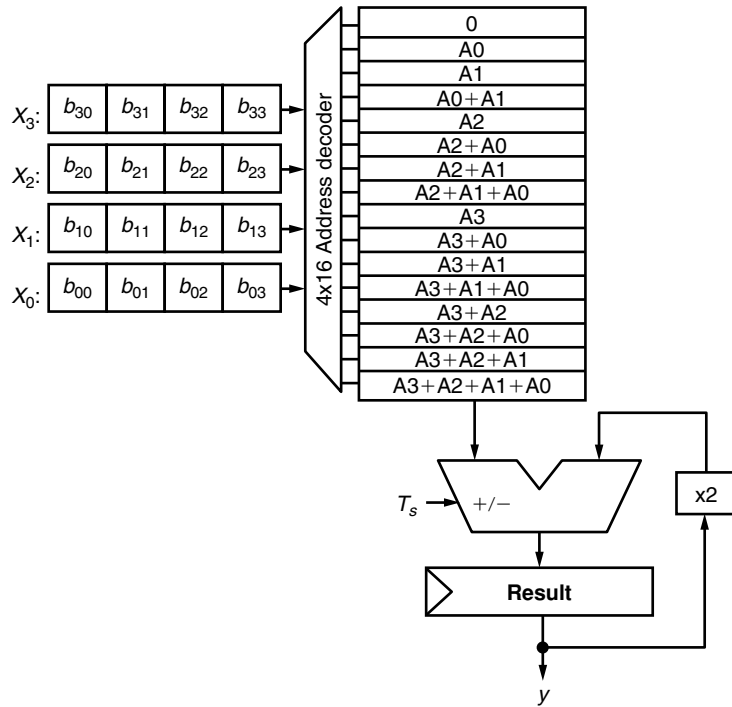 0
A0
A1
A0+A1
A2
A2+A0
A2+A1
A2+A1+A0
A3
A3+A0
A3+A1
A3+A1+A0
A3+A2
A3+A2+A0
A3+A2+A1
A3+A2+A1+A0
X3: b30 b31 b32 b33
X2: b20 b21 b22 b23
X1: b10 b11 b12 b13
X0: b00 b01 b02 b03
4x16 Address decoder
Ts +/−
x2
Result
y